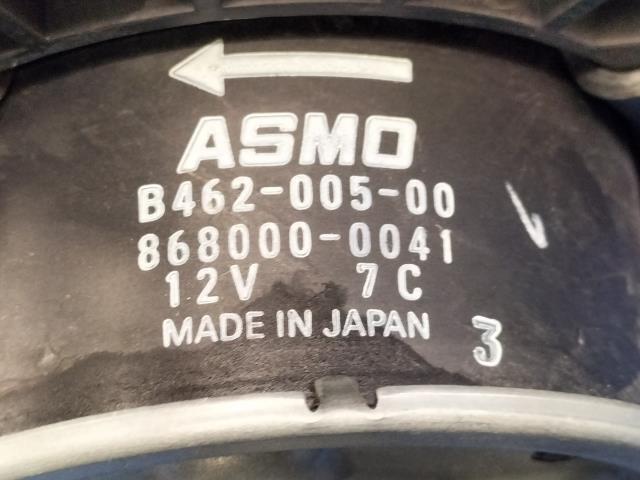 ASMO
B462-005-00
868000-0041
12V 7C
MADE IN JAPAN
3